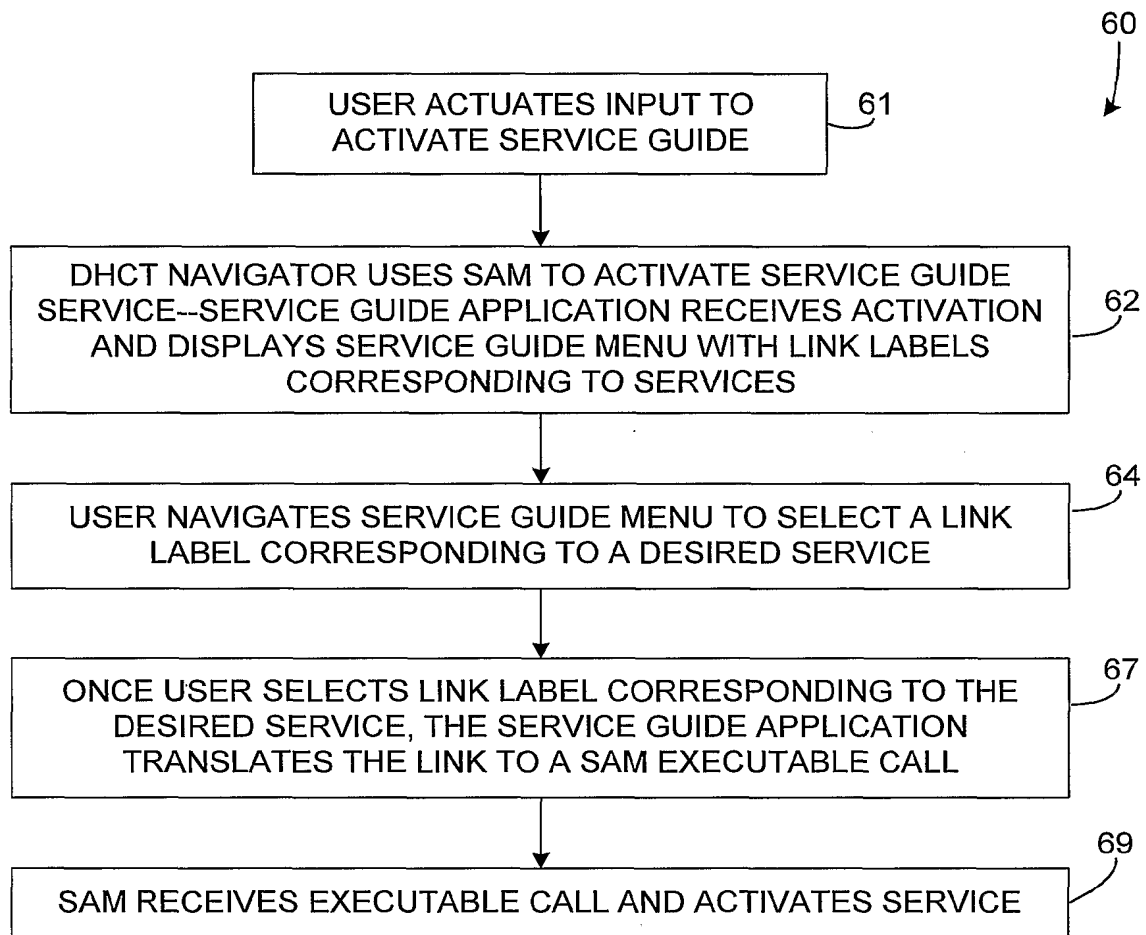 60
USER ACTUATES INPUT TO
ACTIVATE SERVICE GUIDE
61
DHCT NAVIGATOR USES SAM TO ACTIVATE SERVICE GUIDE
SERVICE--SERVICE GUIDE APPLICATION RECEIVES ACTIVATION
AND DISPLAYS SERVICE GUIDE MENU WITH LINK LABELS
CORRESPONDING TO SERVICES
62
USER NAVIGATES SERVICE GUIDE MENU TO SELECT A LINK
LABEL CORRESPONDING TO A DESIRED SERVICE
64
ONCE USER SELECTS LINK LABEL CORRESPONDING TO THE
DESIRED SERVICE, THE SERVICE GUIDE APPLICATION
TRANSLATES THE LINK TO A SAM EXECUTABLE CALL
67
SAM RECEIVES EXECUTABLE CALL AND ACTIVATES SERVICE
69